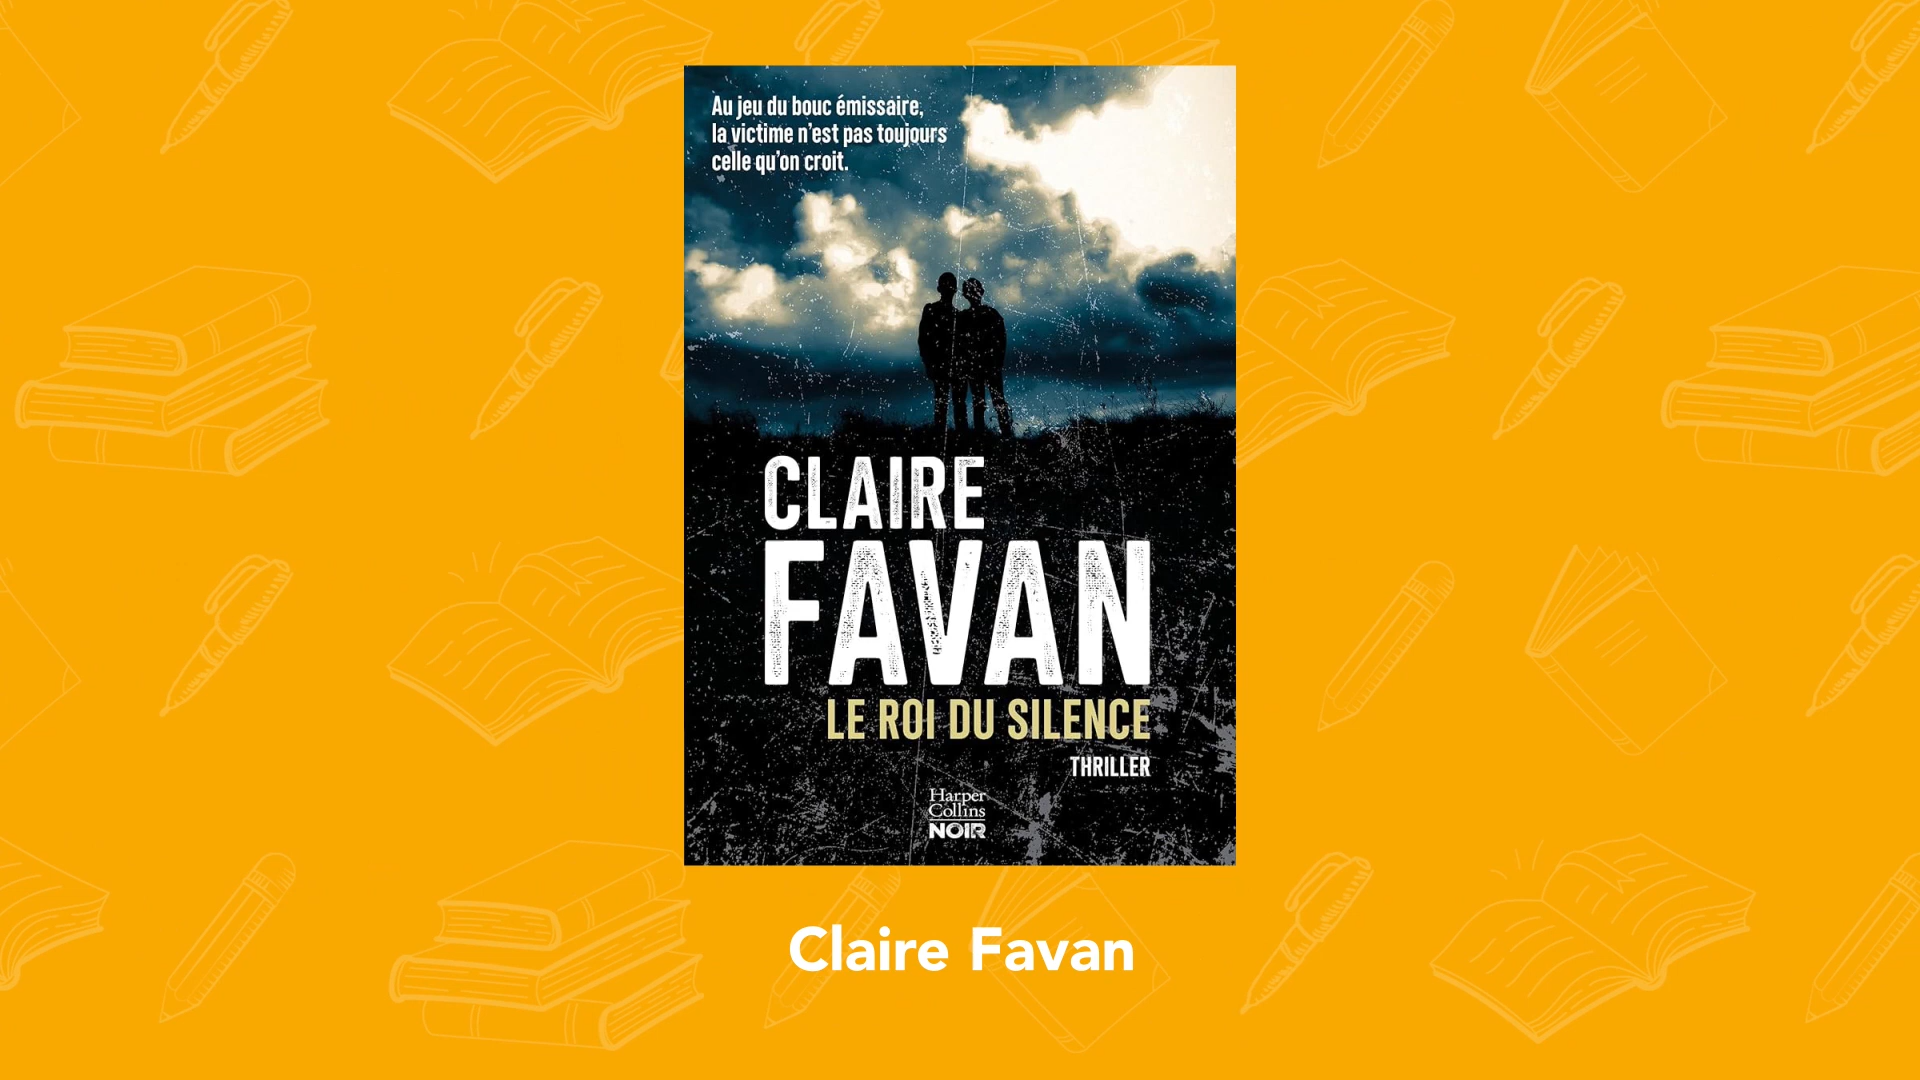 Au jeu du bouc émissaire,
la victime n'est pas toujours
celle qu'on croit.
CLAIRE
FAVAN
LE ROI DU SILENCE
THRILLER
Harper
Collins
NOIR
Claire Favan